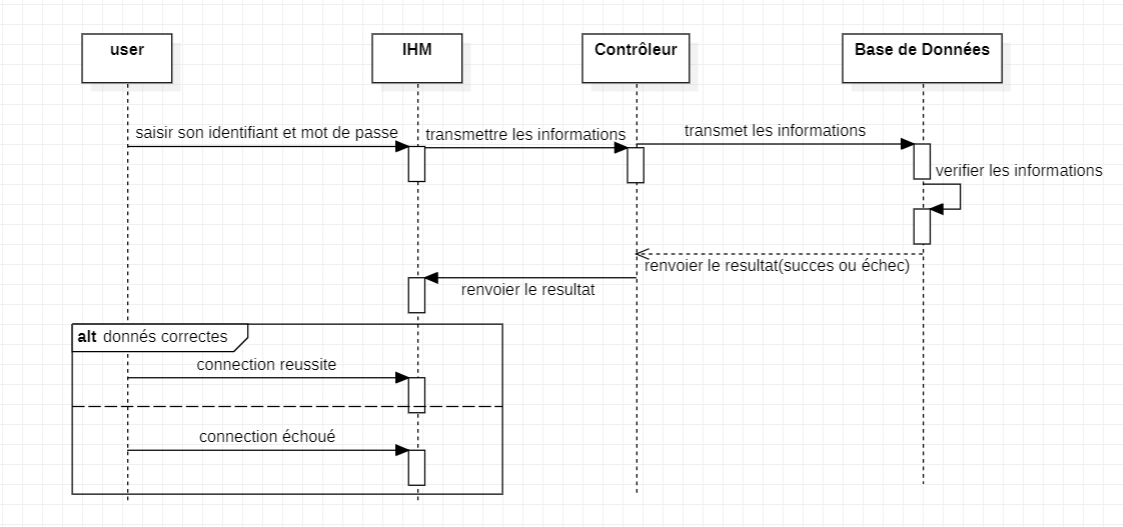 user
IHM
Contrôleur
Base de Données
saisir son identifiant et mot de passe
transmettre les informations
transmet les informations
verifier les informations
renvoier le resultat(succes ou échec)
renvoier le resultat
alt donnés correctes
connection reussite
connection échoué